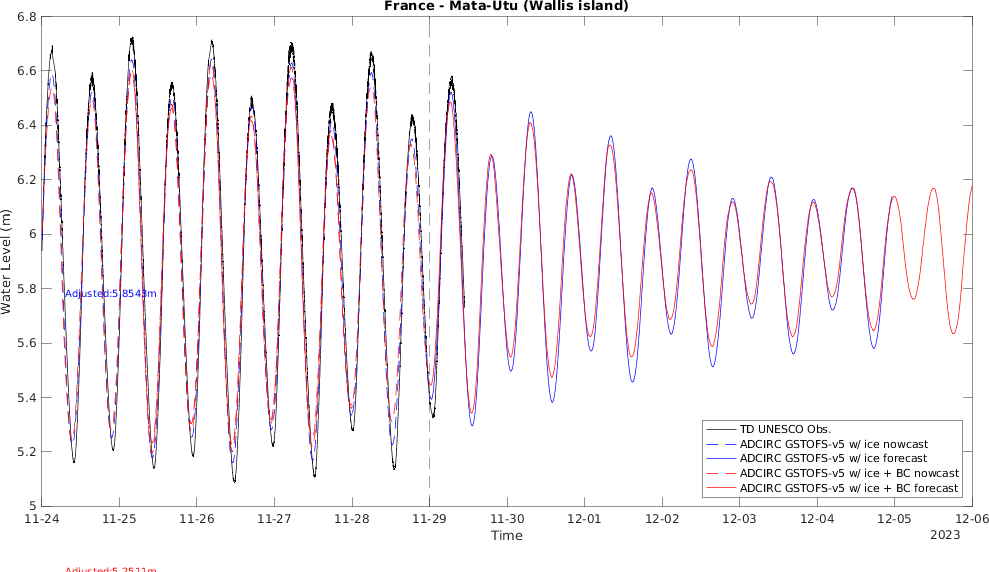 France - Mata-Utu (Wallis island)
6.8
6.6
6.4
6.2
6
5.8
5.6
5.4
5.2
5
Water Level (m)
Adjusted:5.8543m
TD UNESCO Obs.
ADCIRC GSTOFS-v5 w/ ice nowcast
ADCIRC GSTOFS-v5 w/ ice forecast
ADCIRC GSTOFS-v5 w/ ice + BC nowcast
ADCIRC GSTOFS-v5 w/ ice + BC forecast
11-24 11-25 11-26 11-27 11-28 11-29 11-30 12-01 12-02 12-03 12-04 12-05 12-06
Time
2023
Adjusted:5.2511m